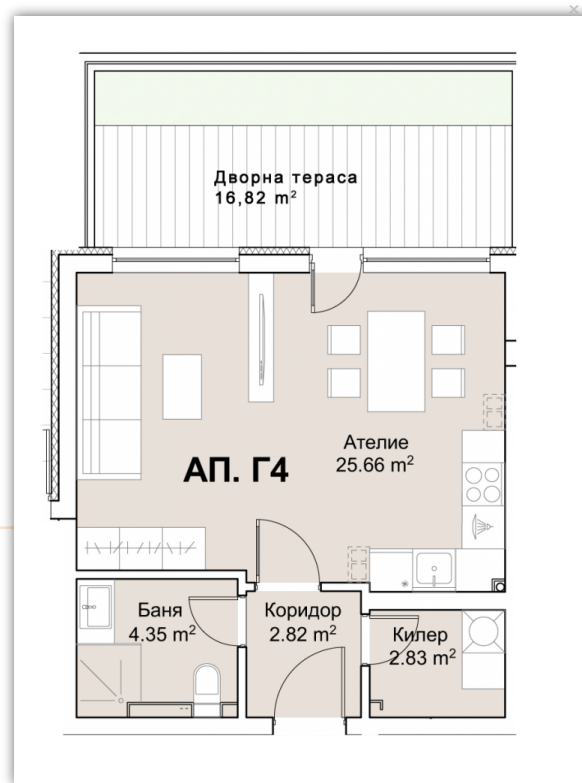 Дворна тераса
16,82 m²
Ателие
25.66 m²
АП. Г4
Баня
4.35 m²
Коридор
2.82 m²
Килер
2.83 m²